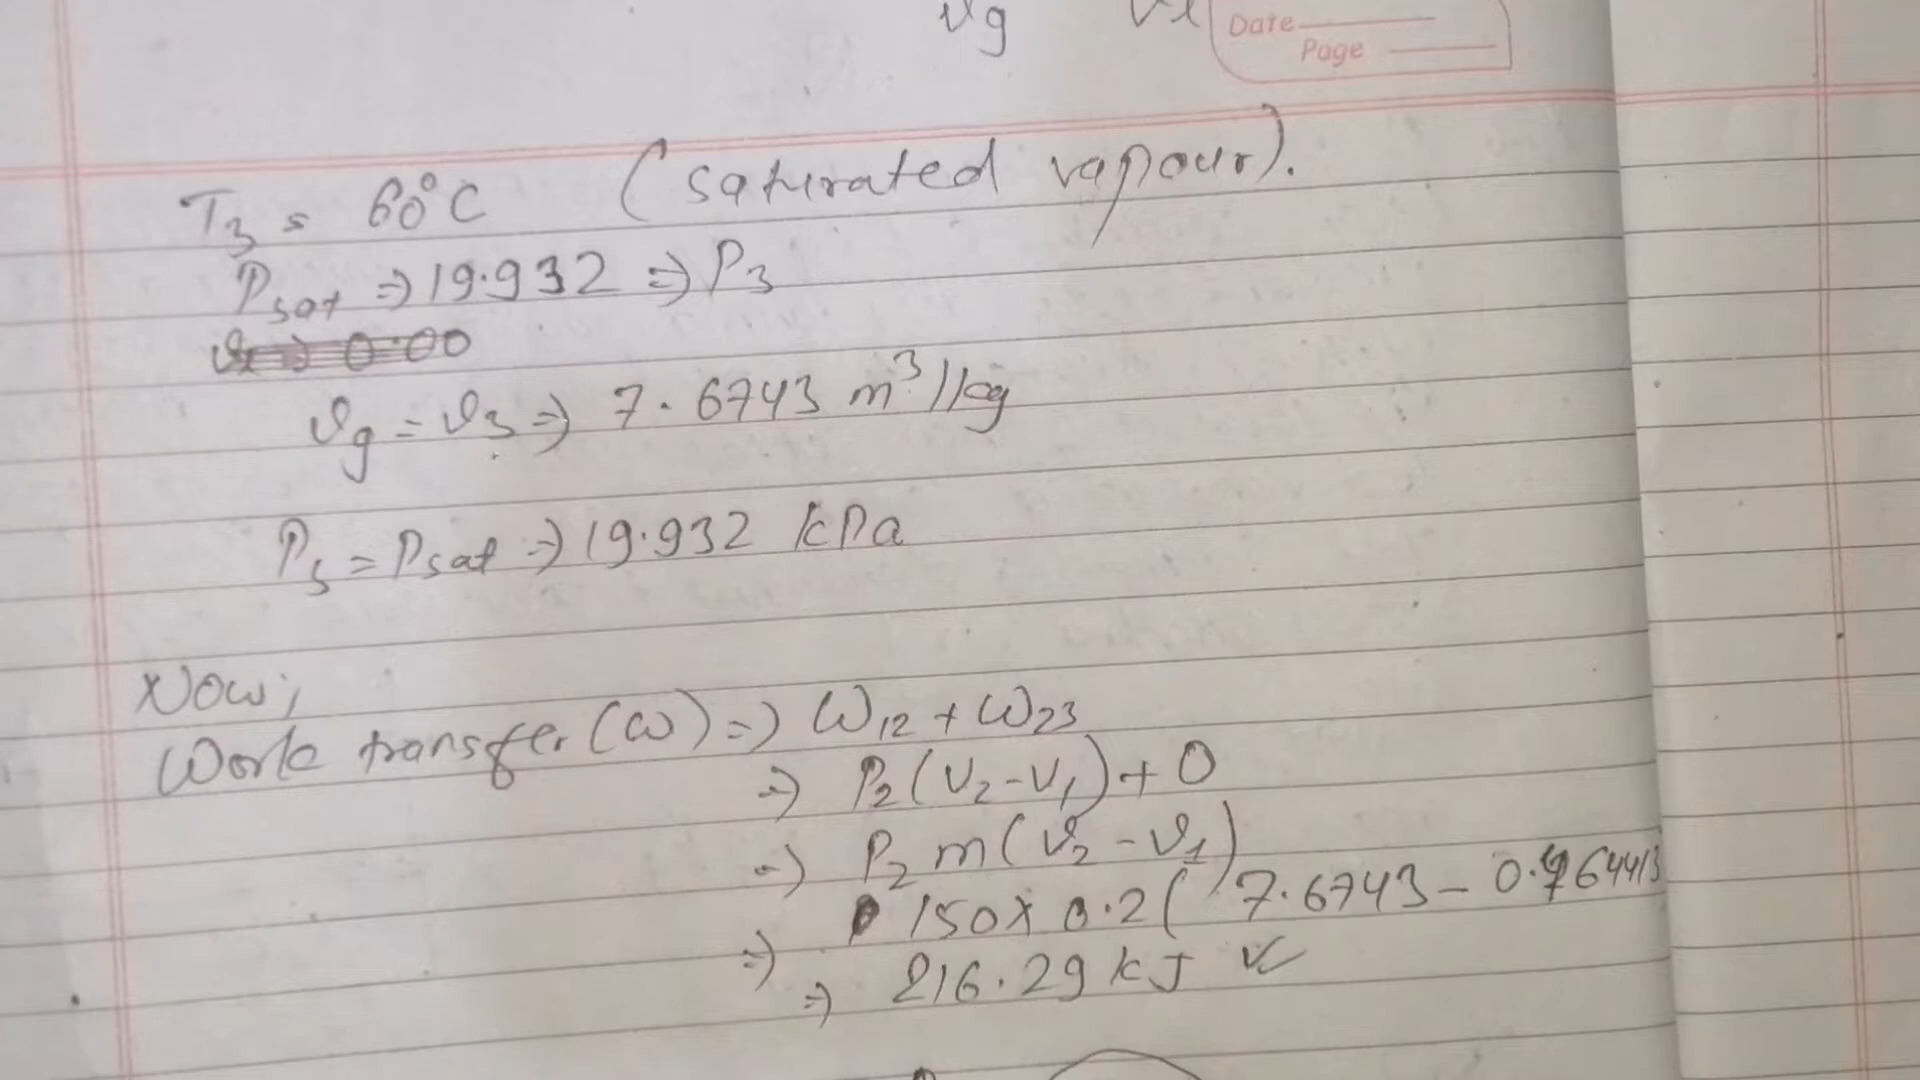 Vg
Date
Page
T3 = 60°C (saturated vapour).
Psat => 19.932 => P3
vg = v3 => 7.6743 m³/kg
P3 = Psat => 19.932 kPa
Now;
Work transfer (W) => W12 + W23
=> P2 (V2 - V1) + 0
=> P2 m (v2 - v1)
=> 150 x 0.2 ( 7.6743 -
=> 216.29 kJ